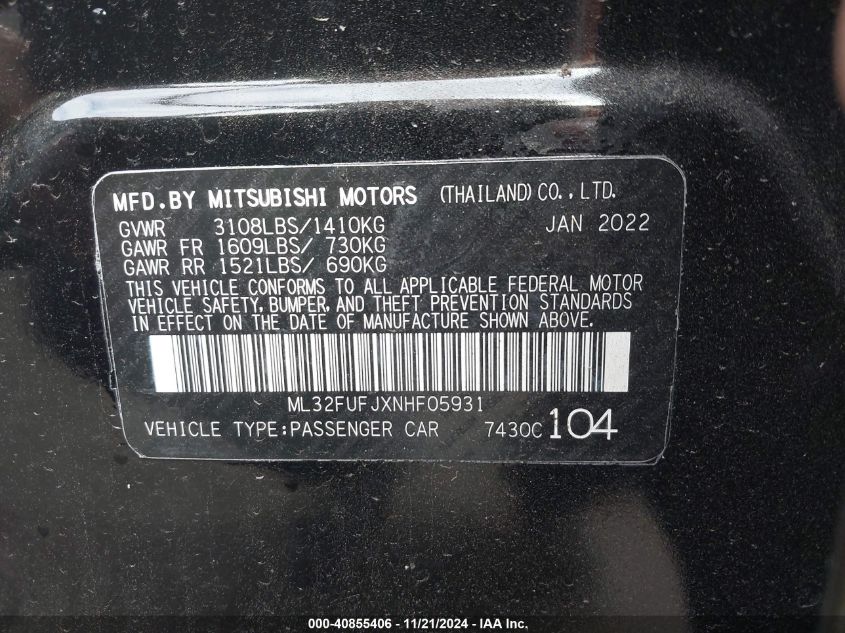 MFD.BY MITSUBISHI MOTORS (THAILAND) CO.,LTD.
GVWR 3108LBS/1410KG JAN 2022
GAWR FR 1609LBS/ 730KG
GAWR RR 1521LBS/ 690KG
THIS VEHICLE CONFORMS TO ALL APPLICABLE FEDERAL MOTOR
VEHICLE SAFETY, BUMPER, AND THEFT PREVENTION STANDARDS
IN EFFECT ON THE DATE OF MANUFACTURE SHOWN ABOVE.
ML32FUFJXNHF05931
VEHICLE TYPE:PASSENGER CAR 7430C 104
000-40855406 - 11/21/2024 - IAA Inc.